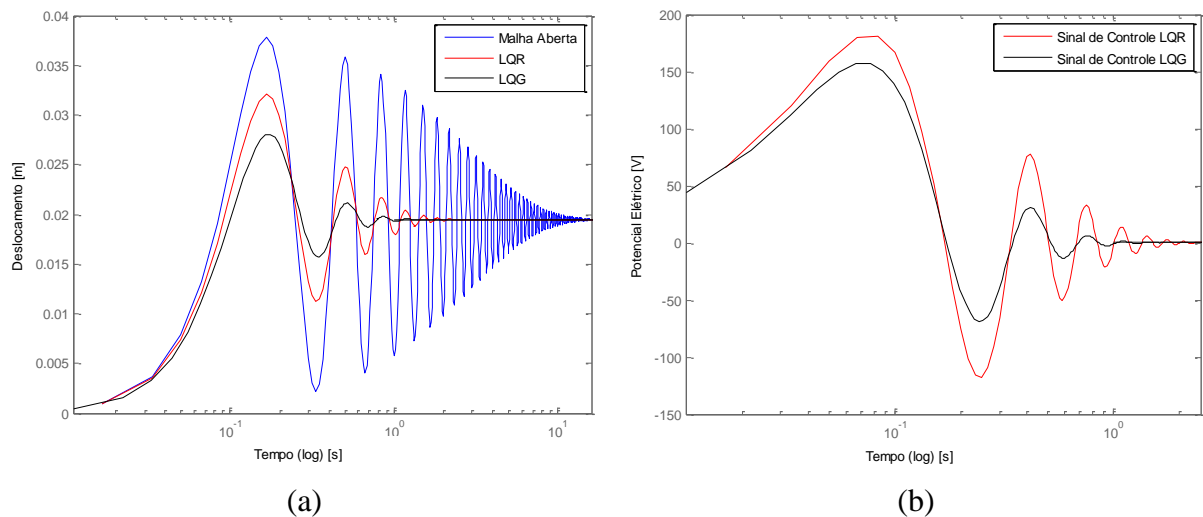 0.04
0.035
0.03
0.025
0.02
0.015
0.01
0.005
0
Deslocamento [m]
Malha Aberta
LQR
LQG
10^-1
10^0
10^1
Tempo (log) [s]
(a)
200
150
100
50
0
-50
-100
-150
Potencial Elétrico [V]
Sinal de Controle LQR
Sinal de Controle LQG
10^-1
10^0
Tempo (log) [s]
(b)